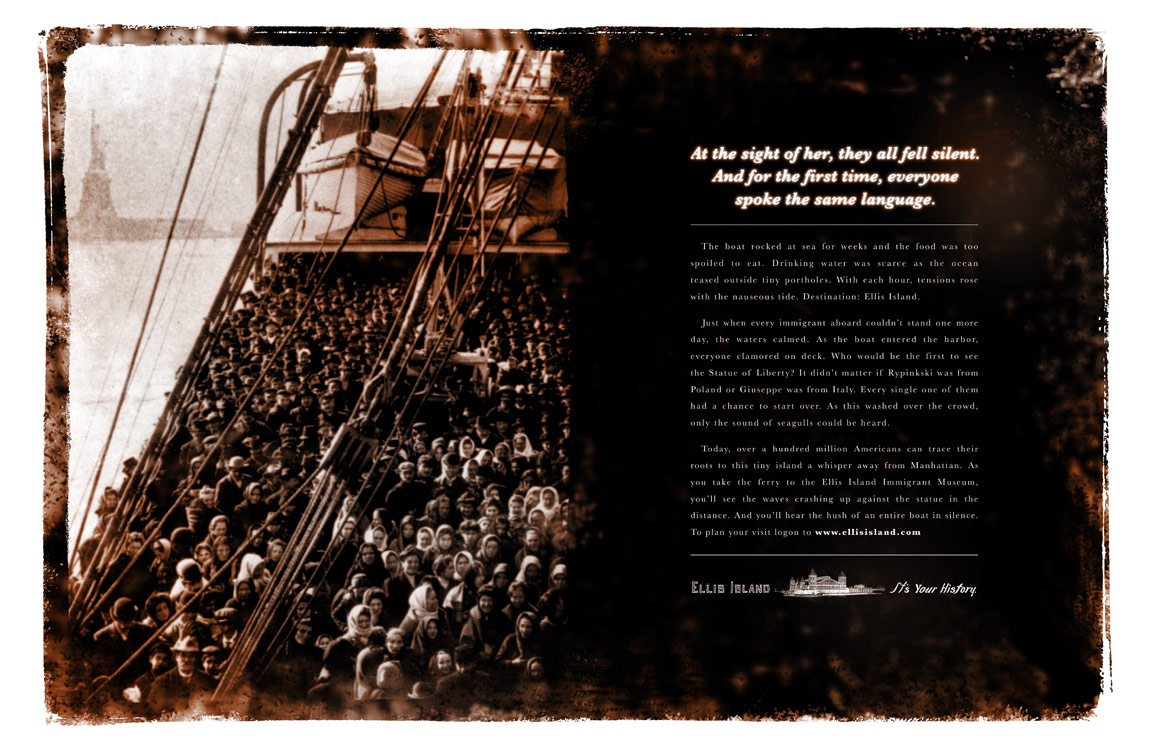 At the sight of her, they all fell silent.
And for the first time, everyone
spoke the same language.
The boat rocked at sea for weeks and the food was too
spoiled to eat. Drinking water was scarce as the ocean
teased outside tiny portholes. With each hour, tensions rose
with the nauseous tide. Destination: Ellis Island.
Just when every immigrant aboard couldn't stand one more
day, the waters calmed. As the boat entered the harbor,
everyone clamored on deck. Who would be the first to see
the Statue of Liberty? It didn't matter if Rypinkski was from
Poland or Giuseppe was from Italy. Every single one of them
had a chance to start over. As this washed over the crowd,
only the sound of seagulls could be heard.
Today, over a hundred million Americans can trace their
roots to this tiny island a whisper away from Manhattan. As
you take the ferry to the Ellis Island Immigrant Museum,
you'll see the waves crashing up against the statue in the
distance. And you'll hear the hush of an entire boat in silence.
To plan your visit logon to www.ellisisland.com
Ellis Island It's Your History.